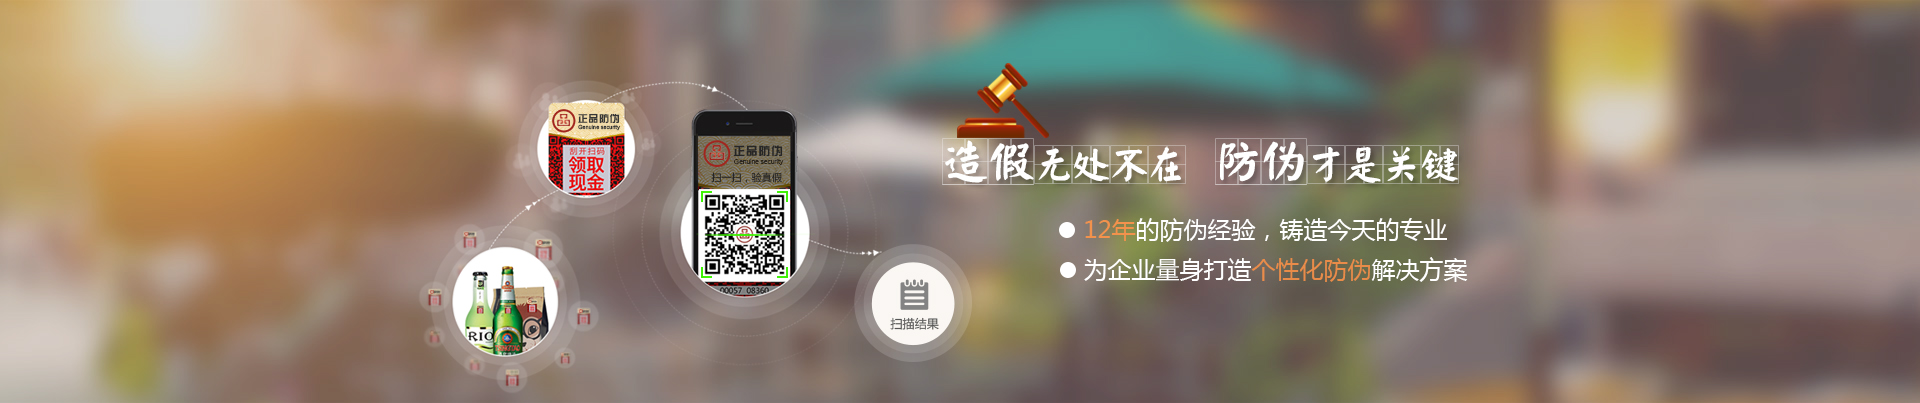 正品防伪
Genuine security
刮开扫码
领取
现金
正品防伪
Genuine security
扫一扫，验真假
00057 08360
RIO
扫描结果
造假无处不在 防伪才是关键
12年的防伪经验，铸造今天的专业
为企业量身打造个性化防伪解决方案